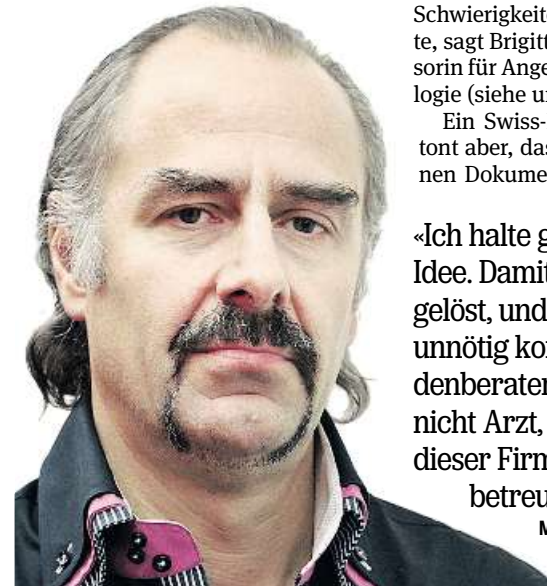 Schwierigkeit
te, sagt Brigitt
sorin für Ange
logie (siehe u
Ein Swiss-
tont aber, das
nen Dokume
«Ich halte g
Idee. Damit
gelöst, und
unnötig ko
denberater
nicht Arzt,
dieser Firm
betreu
M